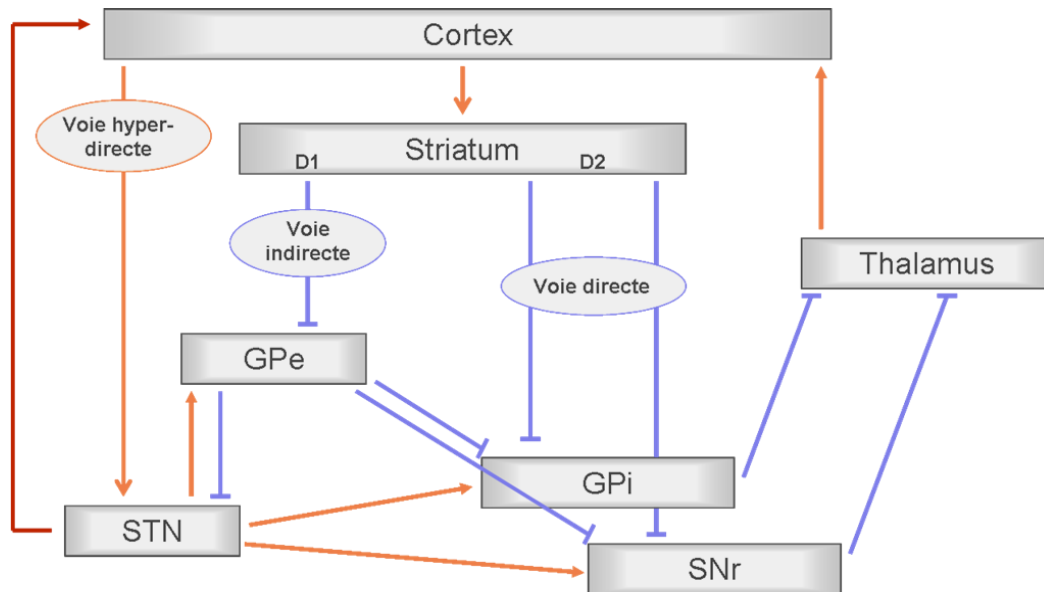 Cortex
Voie hyper-
directe
Striatum
D1
D2
Voie
indirecte
Voie directe
Thalamus
GPe
GPi
STN
SNr